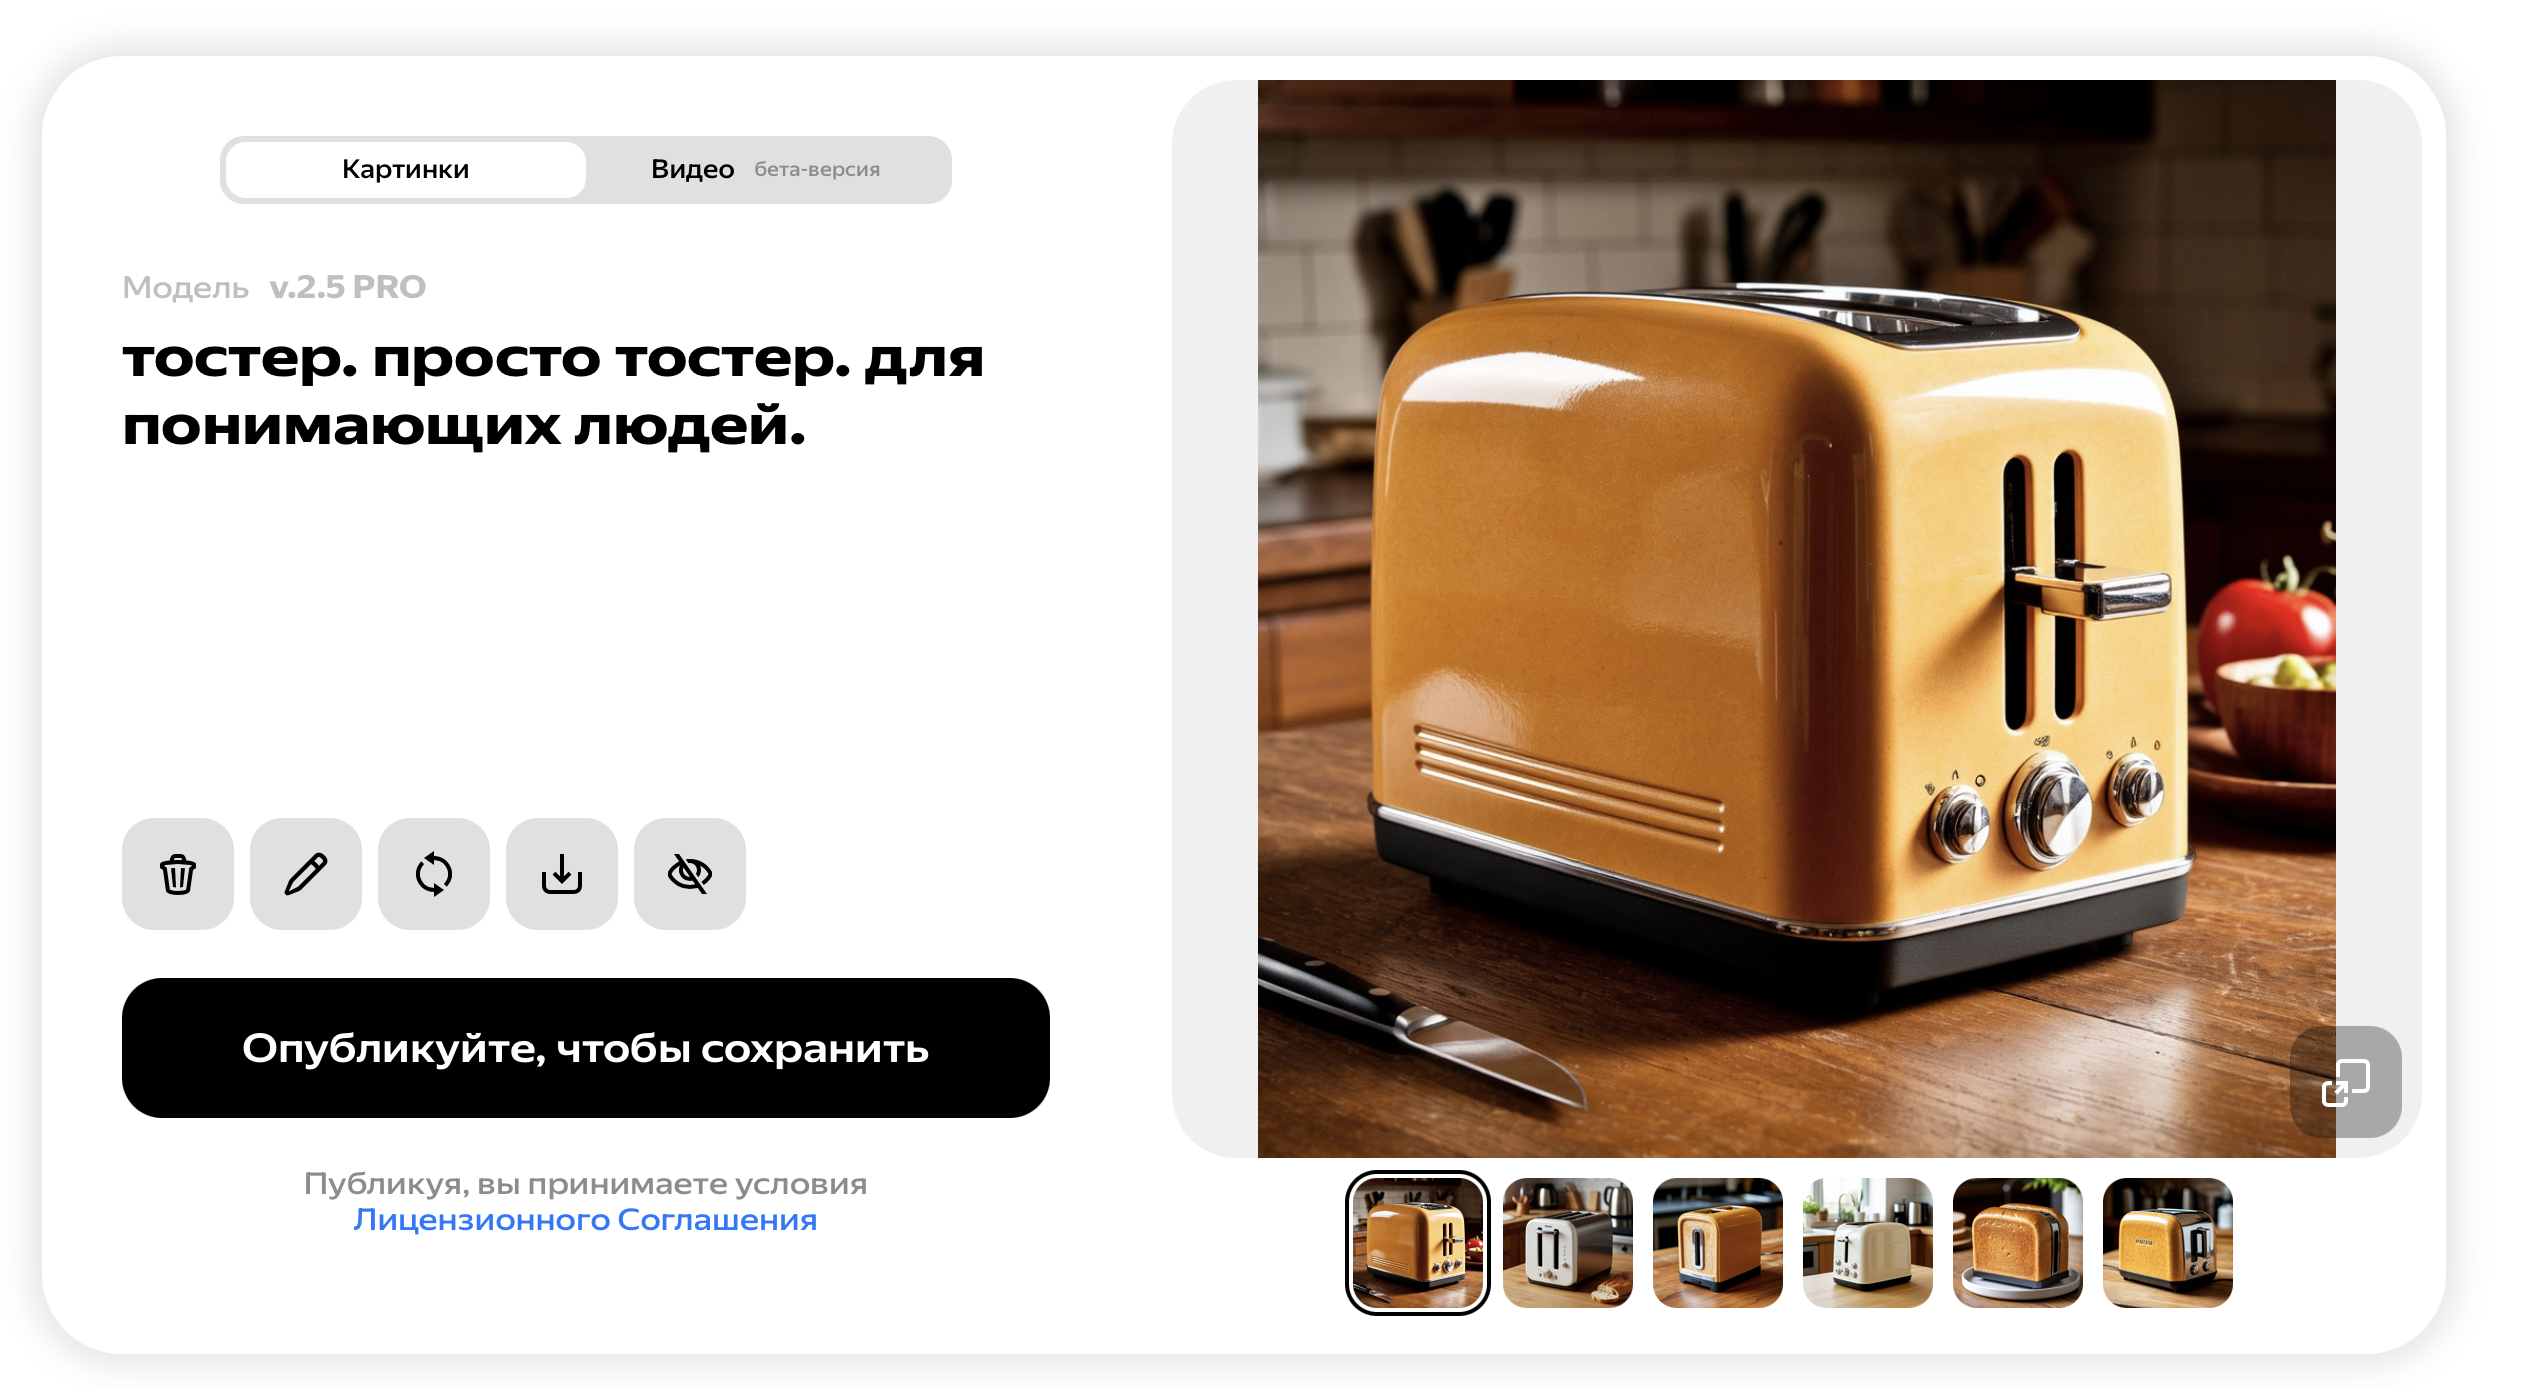 Картинки
Видео бета-версия
Модель v.2.5 PRO
тостер. просто тостер. для
понимающих людей.
Опубликуйте, чтобы сохранить
Публикуя, вы принимаете условия
Лицензионного Соглашения